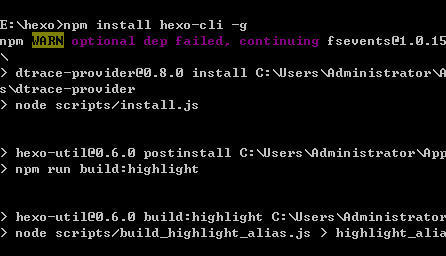 E:\hexo>npm install hexo-cli -g
npm WARN optional dep failed, continuing fsevents@1.0.15
\
> dtrace-provider@0.8.0 install C:\Users\Administrator\A
s\dtrace-provider
> node scripts/install.js
> hexo-util@0.6.0 postinstall C:\Users\Administrator\App
> npm run build:highlight
> hexo-util@0.6.0 build:highlight C:\Users\Administrator
> node scripts/build_highlight_alias.js > highlight_alia